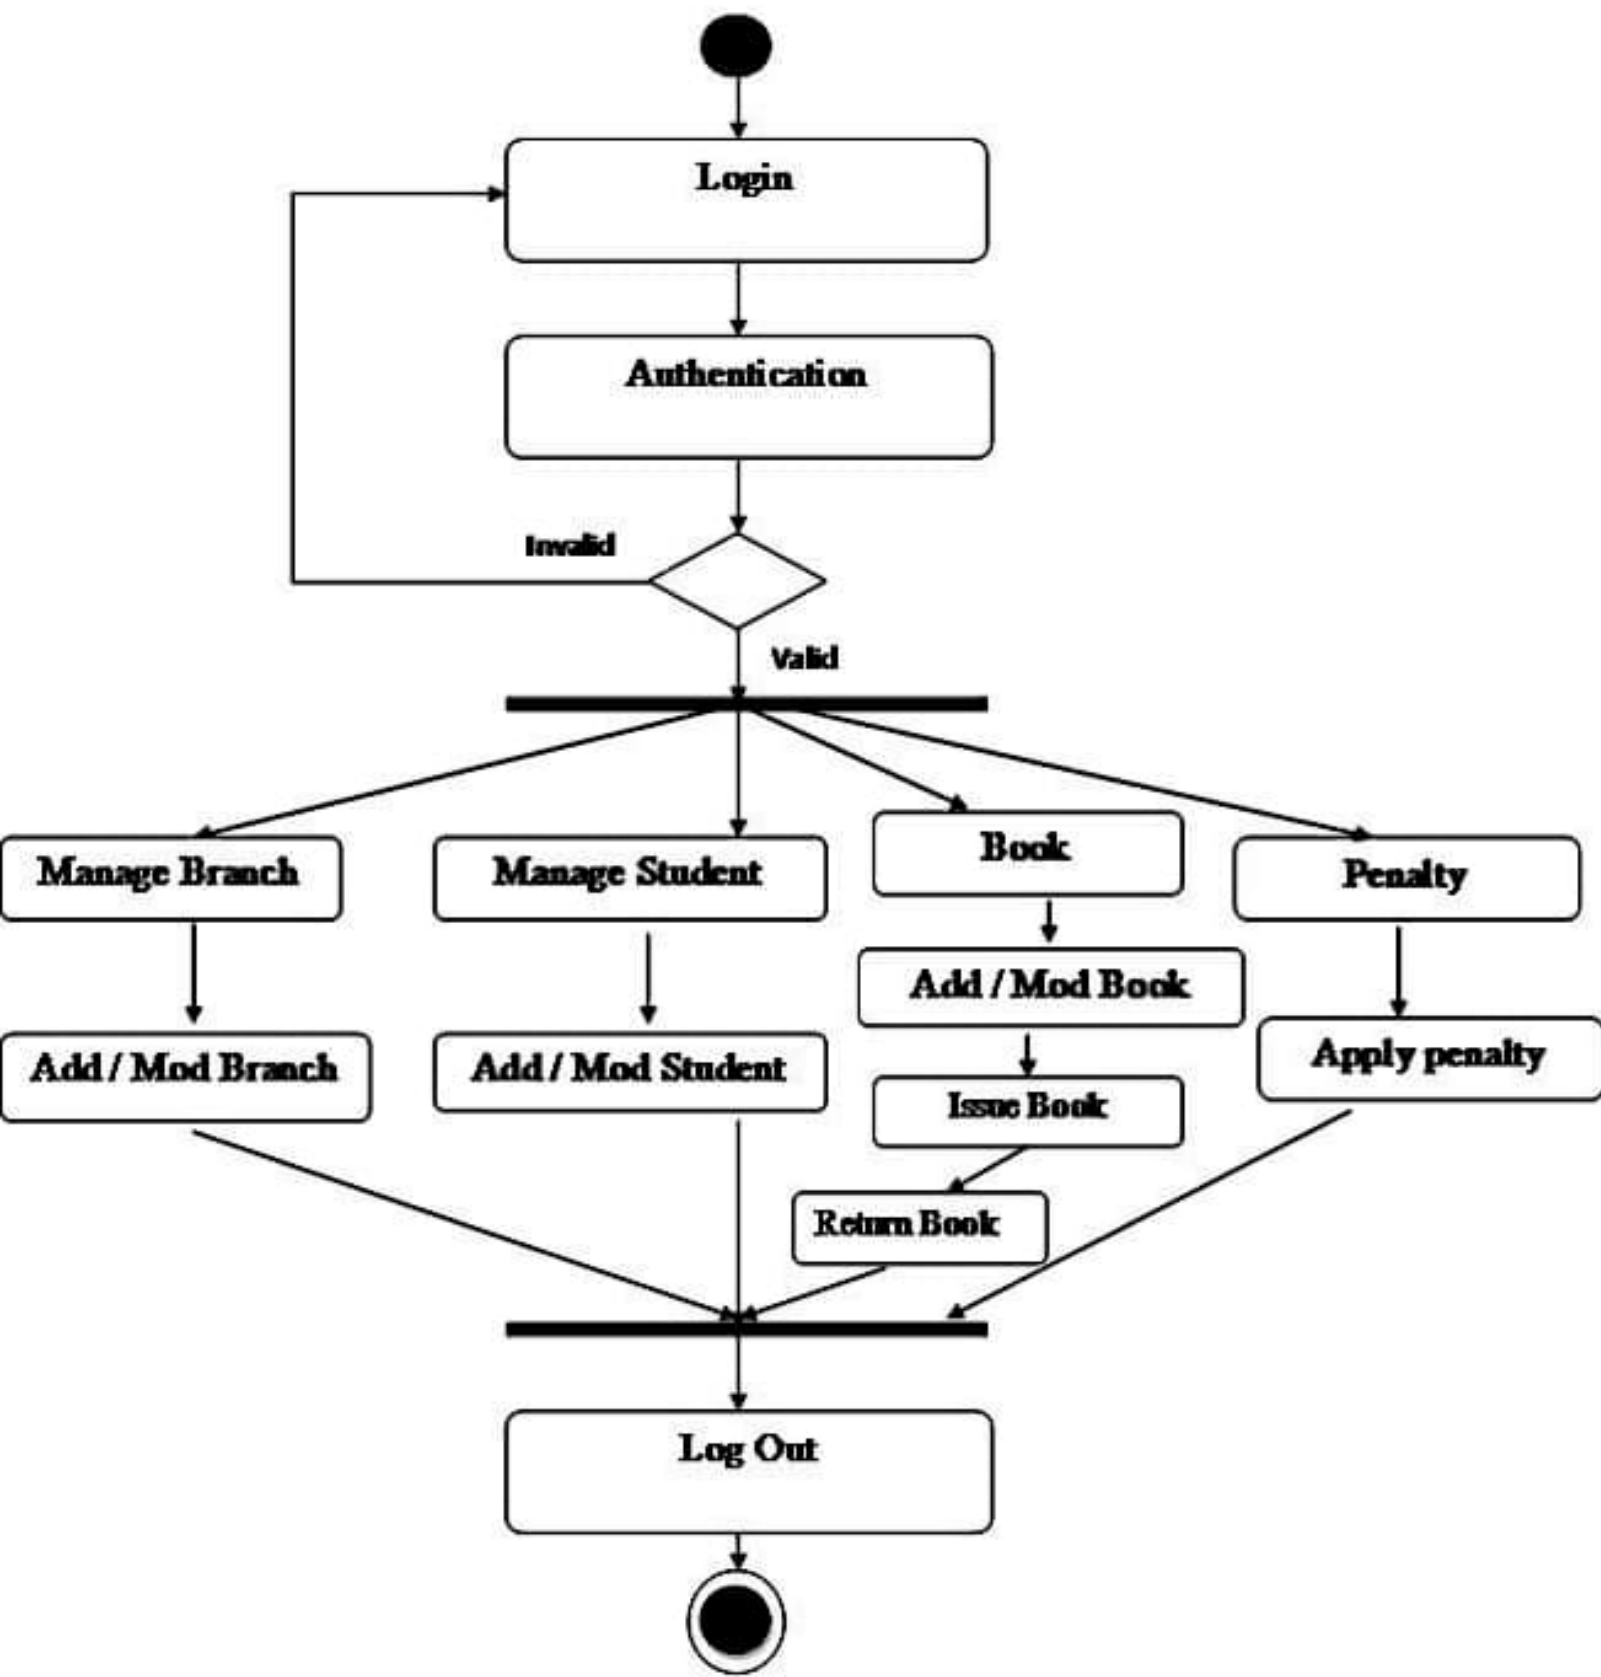 Login
Authentication
Invalid
Valid
Manage Branch
Manage Student
Book
Penalty
Add / Mod Book
Add / Mod Branch
Add / Mod Student
Apply penalty
Issue Book
Return Book
Log Out